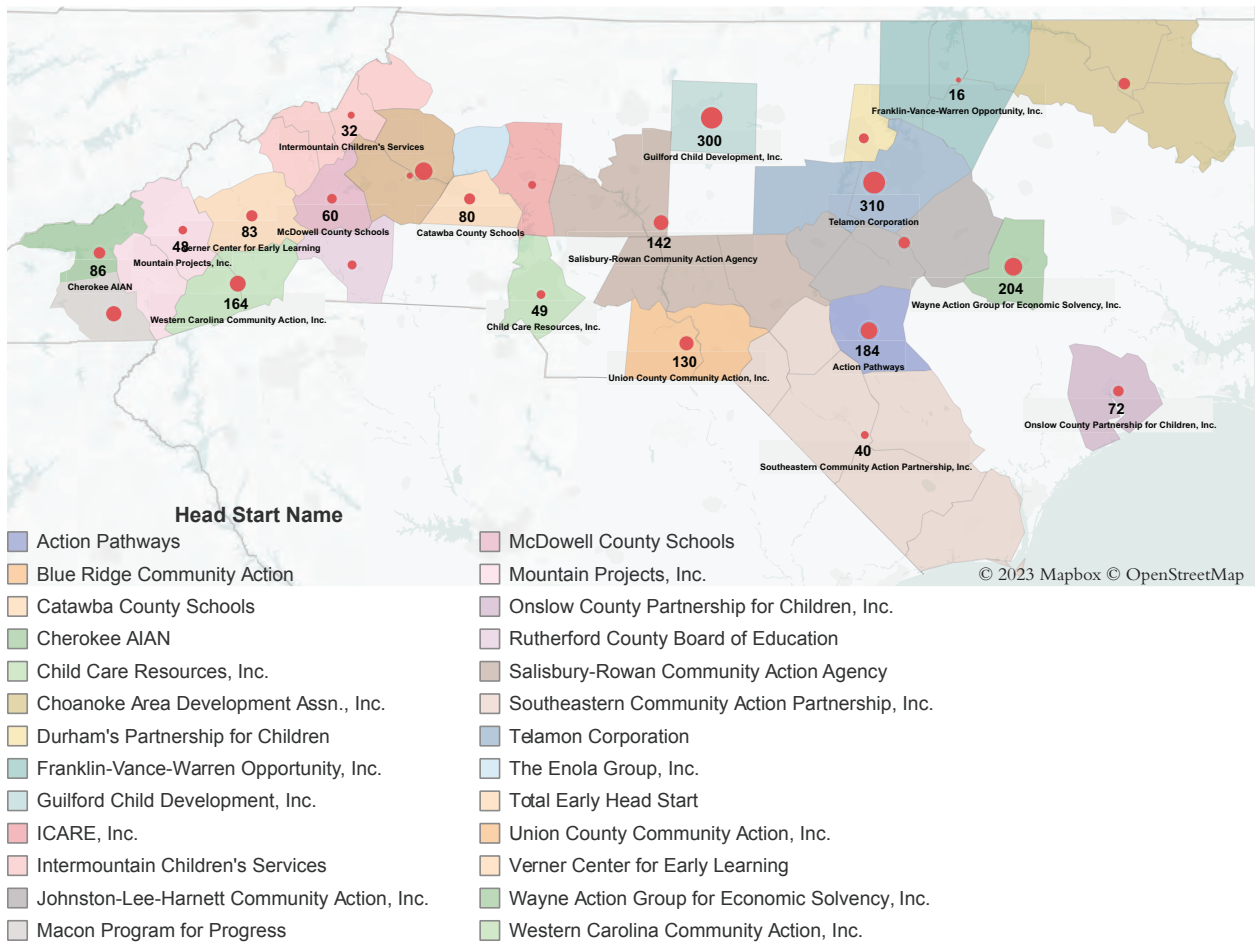 16
Franklin-Vance-Warren Opportunity, Inc.
32
Intermountain Children's Services
300
Guilford Child Development, Inc.
60
McDowell County Schools
80
Catawba County Schools
310
Telamon Corporation
83
Verner Center for Early Learning
48
Mountain Projects, Inc.
142
Salisbury-Rowan Community Action Agency
86
Cherokee AIAN
204
Wayne Action Group for Economic Solvency, Inc.
164
Western Carolina Community Action, Inc.
49
Child Care Resources, Inc.
184
Action Pathways
130
Union County Community Action, Inc.
72
Onslow County Partnership for Children, Inc.
40
Southeastern Community Action Partnership, Inc.
© 2023 Mapbox © OpenStreetMap
Head Start Name
Action Pathways
Blue Ridge Community Action
Catawba County Schools
Cherokee AIAN
Child Care Resources, Inc.
Choanoke Area Development Assn., Inc.
Durham's Partnership for Children
Franklin-Vance-Warren Opportunity, Inc.
Guilford Child Development, Inc.
ICARE, Inc.
Intermountain Children's Services
Johnston-Lee-Harnett Community Action, Inc.
Macon Program for Progress
McDowell County Schools
Mountain Projects, Inc.
Onslow County Partnership for Children, Inc.
Rutherford County Board of Education
Salisbury-Rowan Community Action Agency
Southeastern Community Action Partnership, Inc.
Telamon Corporation
The Enola Group, Inc.
Total Early Head Start
Union County Community Action, Inc.
Verner Center for Early Learning
Wayne Action Group for Economic Solvency, Inc.
Western Carolina Community Action, Inc.